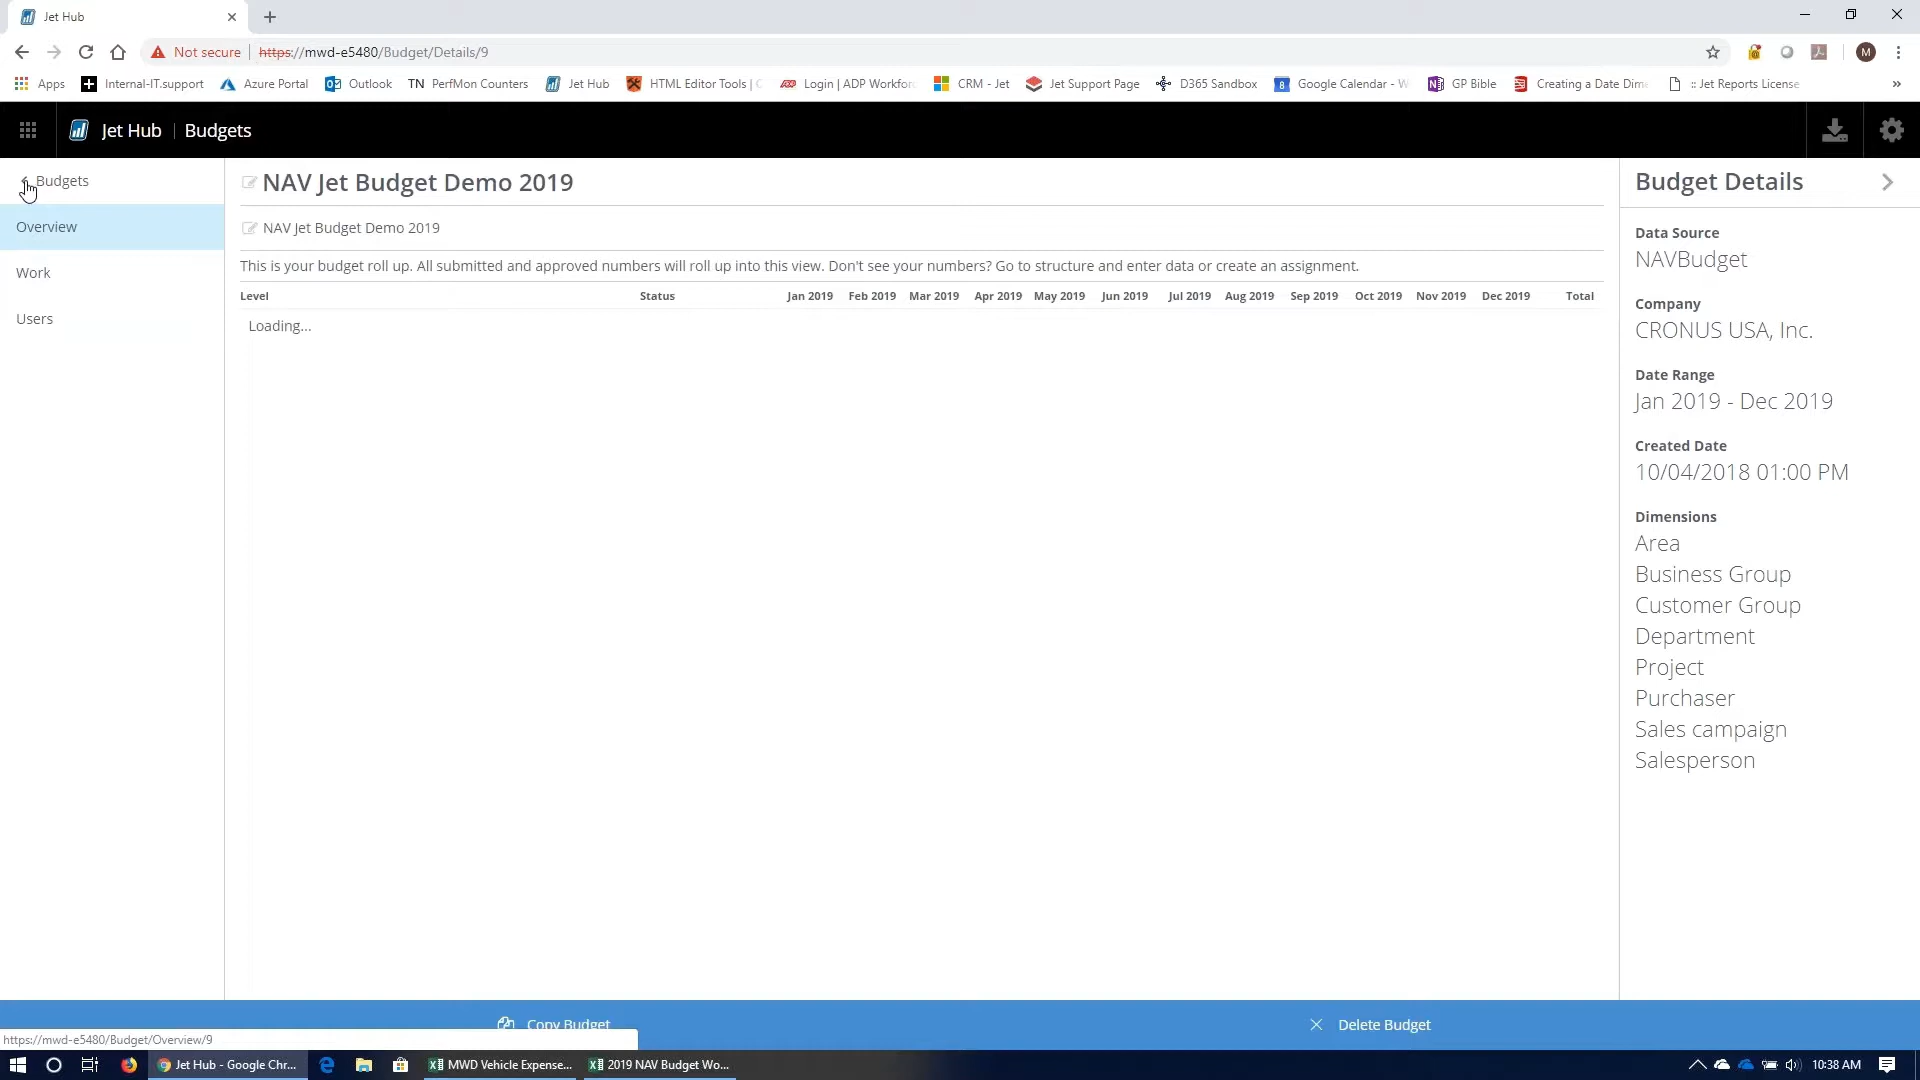 Jet Hub
Not secure https://mwd-e5480/Budget/Details/9
M
Apps Internal-IT.support Azure Portal Outlook TN PerfMon Counters Jet Hub HTML Editor Tools | C Login | ADP Workforc CRM - Jet Jet Support Page D365 Sandbox Google Calendar - W GP Bible Creating a Date Dime :: Jet Reports License »
Jet Hub | Budgets
Budgets
Overview
Work
Users
NAV Jet Budget Demo 2019
NAV Jet Budget Demo 2019
This is your budget roll up. All submitted and approved numbers will roll up into this view. Don't see your numbers? Go to structure and enter data or create an assignment.
Level Status Jan 2019 Feb 2019 Mar 2019 Apr 2019 May 2019 Jun 2019 Jul 2019 Aug 2019 Sep 2019 Oct 2019 Nov 2019 Dec 2019 Total
Loading...
Budget Details
Data Source
NAVBudget
Company
CRONUS USA, Inc.
Date Range
Jan 2019 - Dec 2019
Created Date
10/04/2018 01:00 PM
Dimensions
Area
Business Group
Customer Group
Department
Project
Purchaser
Sales campaign
Salesperson
Copy Budget Delete Budget
https://mwd-e5480/Budget/Overview/9
Jet Hub - Google Chr... MWD Vehicle Expense... 2019 NAV Budget Wo... 10:38 AM